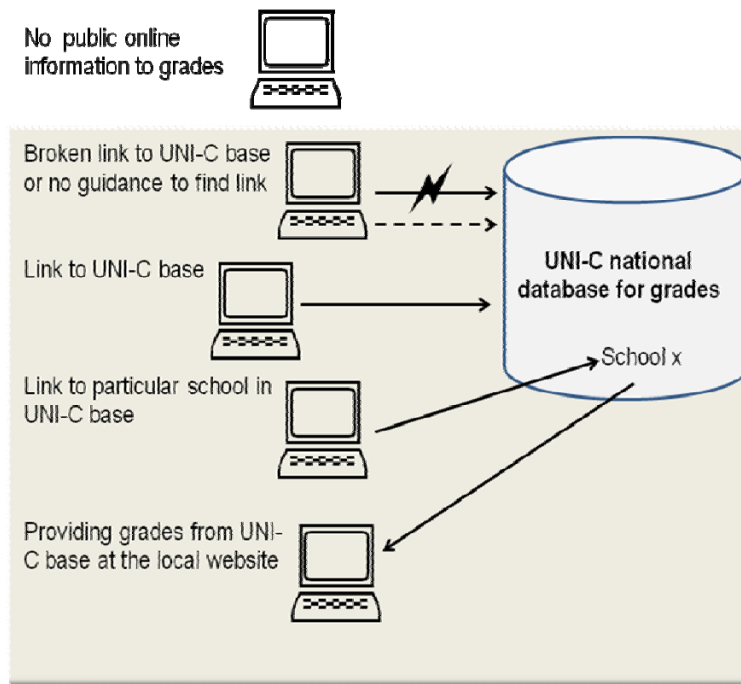 No public online
information to grades
Broken link to UNI-C base
or no guidance to find link
Link to UNI-C base
UNI-C national
database for grades
School x
Link to particular school in
UNI-C base
Providing grades from UNI-
C base at the local website